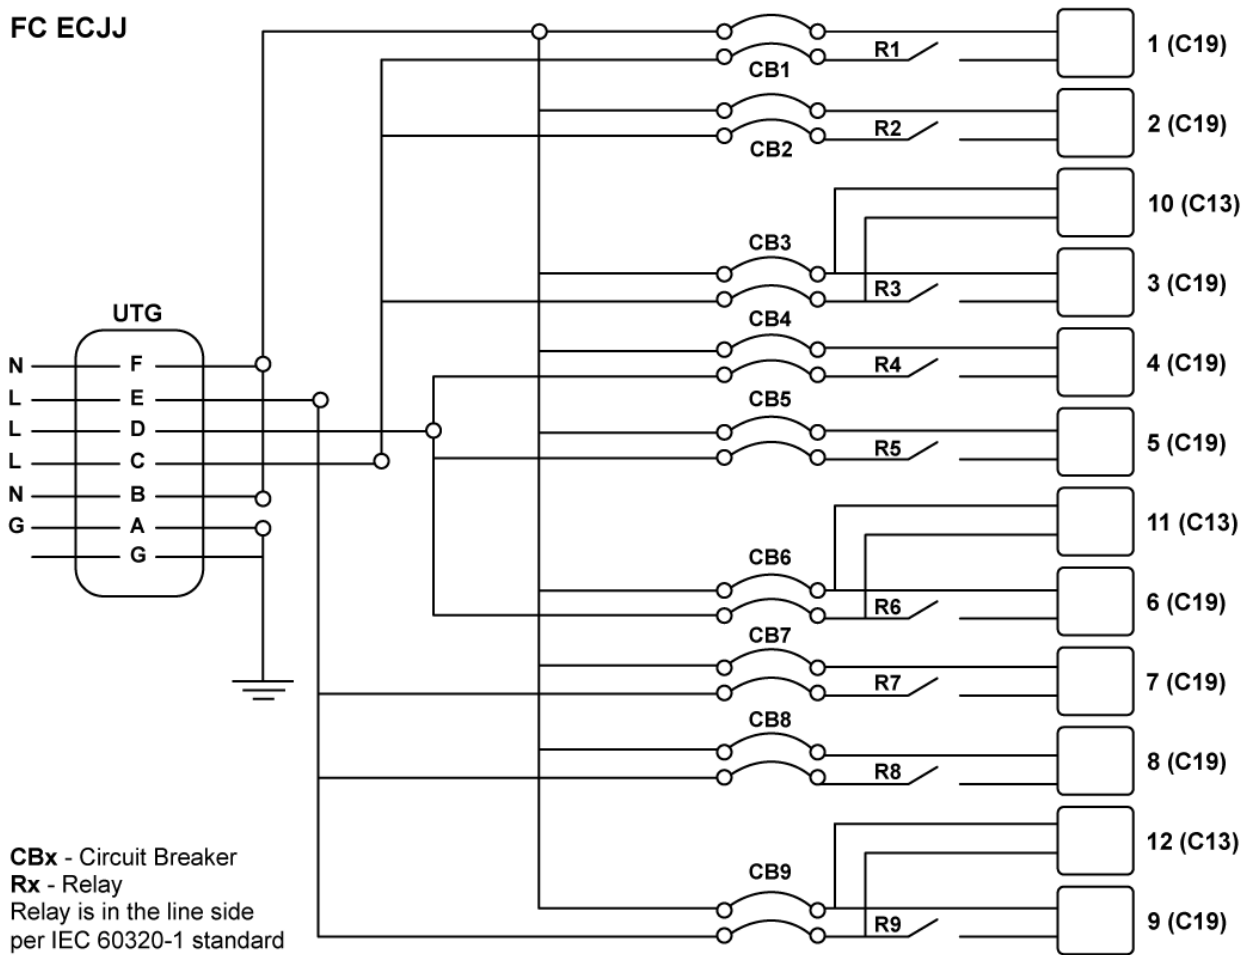 FC ECJJ
R1
CB1
1 (C19)
R2
CB2
2 (C19)
10 (C13)
CB3
R3
3 (C19)
UTG
CB4
R4
4 (C19)
N F
L E
L D
L C
N B
G A
G
CB5
R5
5 (C19)
11 (C13)
CB6
R6
6 (C19)
CB7
R7
7 (C19)
CB8
R8
8 (C19)
12 (C13)
CB9
R9
9 (C19)
CBx - Circuit Breaker
Rx - Relay
Relay is in the line side
per IEC 60320-1 standard